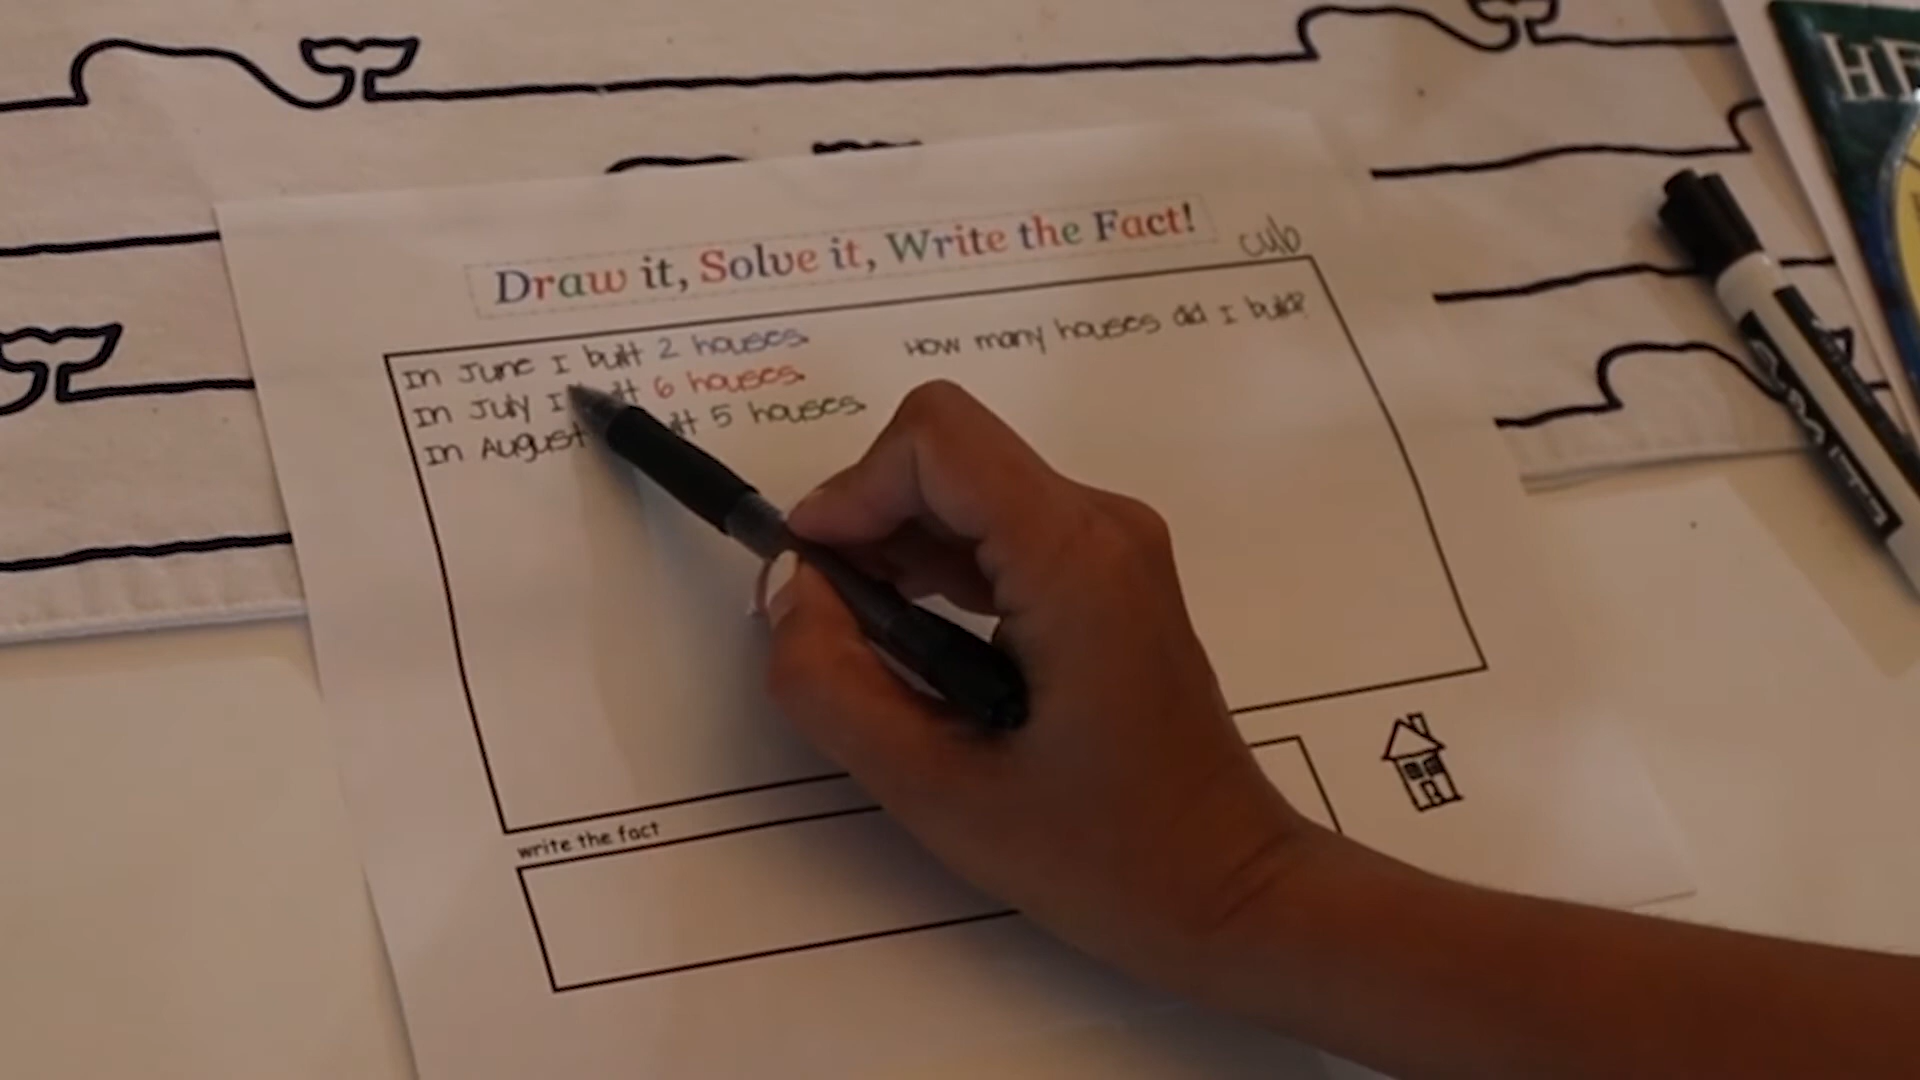 Draw it, Solve it, Write the Fact!
cub
In June I built 2 houses.
How many houses did I build?
In July I 6 houses.
In August 5 houses.
write the fact